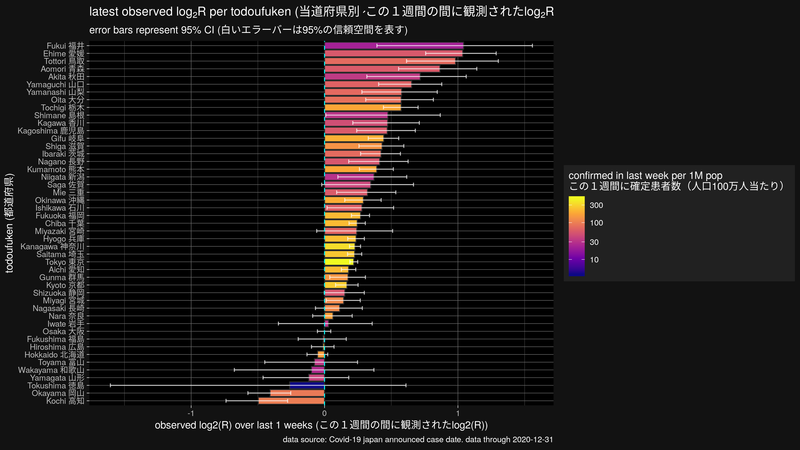 latest observed log₂R per todoufuken (当道府県別·この１週間の間に観測されたlog₂R
error bars represent 95% CI (白いエラーバーは95%の信頼空間を表す)
Fukui 福井
Ehime 愛媛
Tottori 鳥取
Aomori 青森
Akita 秋田
Yamaguchi 山口
Yamanashi 山梨
Oita 大分
Tochigi 栃木
Shimane 島根
Kagawa 香川
Kagoshima 鹿児島
Gifu 岐阜
Shiga 滋賀
Ibaraki 茨城
Nagano 長野
Kumamoto 熊本
Niigata 新潟
Saga 佐賀
Mie 三重
Okinawa 沖縄
Ishikawa 石川
Fukuoka 福岡
Chiba 千葉
Miyazaki 宮崎
Hyogo 兵庫
Kanagawa 神奈川
Saitama 埼玉
Tokyo 東京
Aichi 愛知
Gunma 群馬
Kyoto 京都
Shizuoka 静岡
Miyagi 宮城
Nagasaki 長崎
Nara 奈良
Iwate 岩手
Osaka 大阪
Fukushima 福島
Hiroshima 広島
Hokkaido 北海道
Toyama 富山
Wakayama 和歌山
Yamagata 山形
Tokushima 徳島
Okayama 岡山
Kochi 高知
todoufuken (都道府県)
-1 0 1
observed log2(R) over last 1 weeks (この１週間の間に観測されたlog2(R))
data source: Covid-19 japan announced case date. data through 2020-12-31
confirmed in last week per 1M pop
この１週間に確定患者数（人口100万人当たり）
300
100
30
10